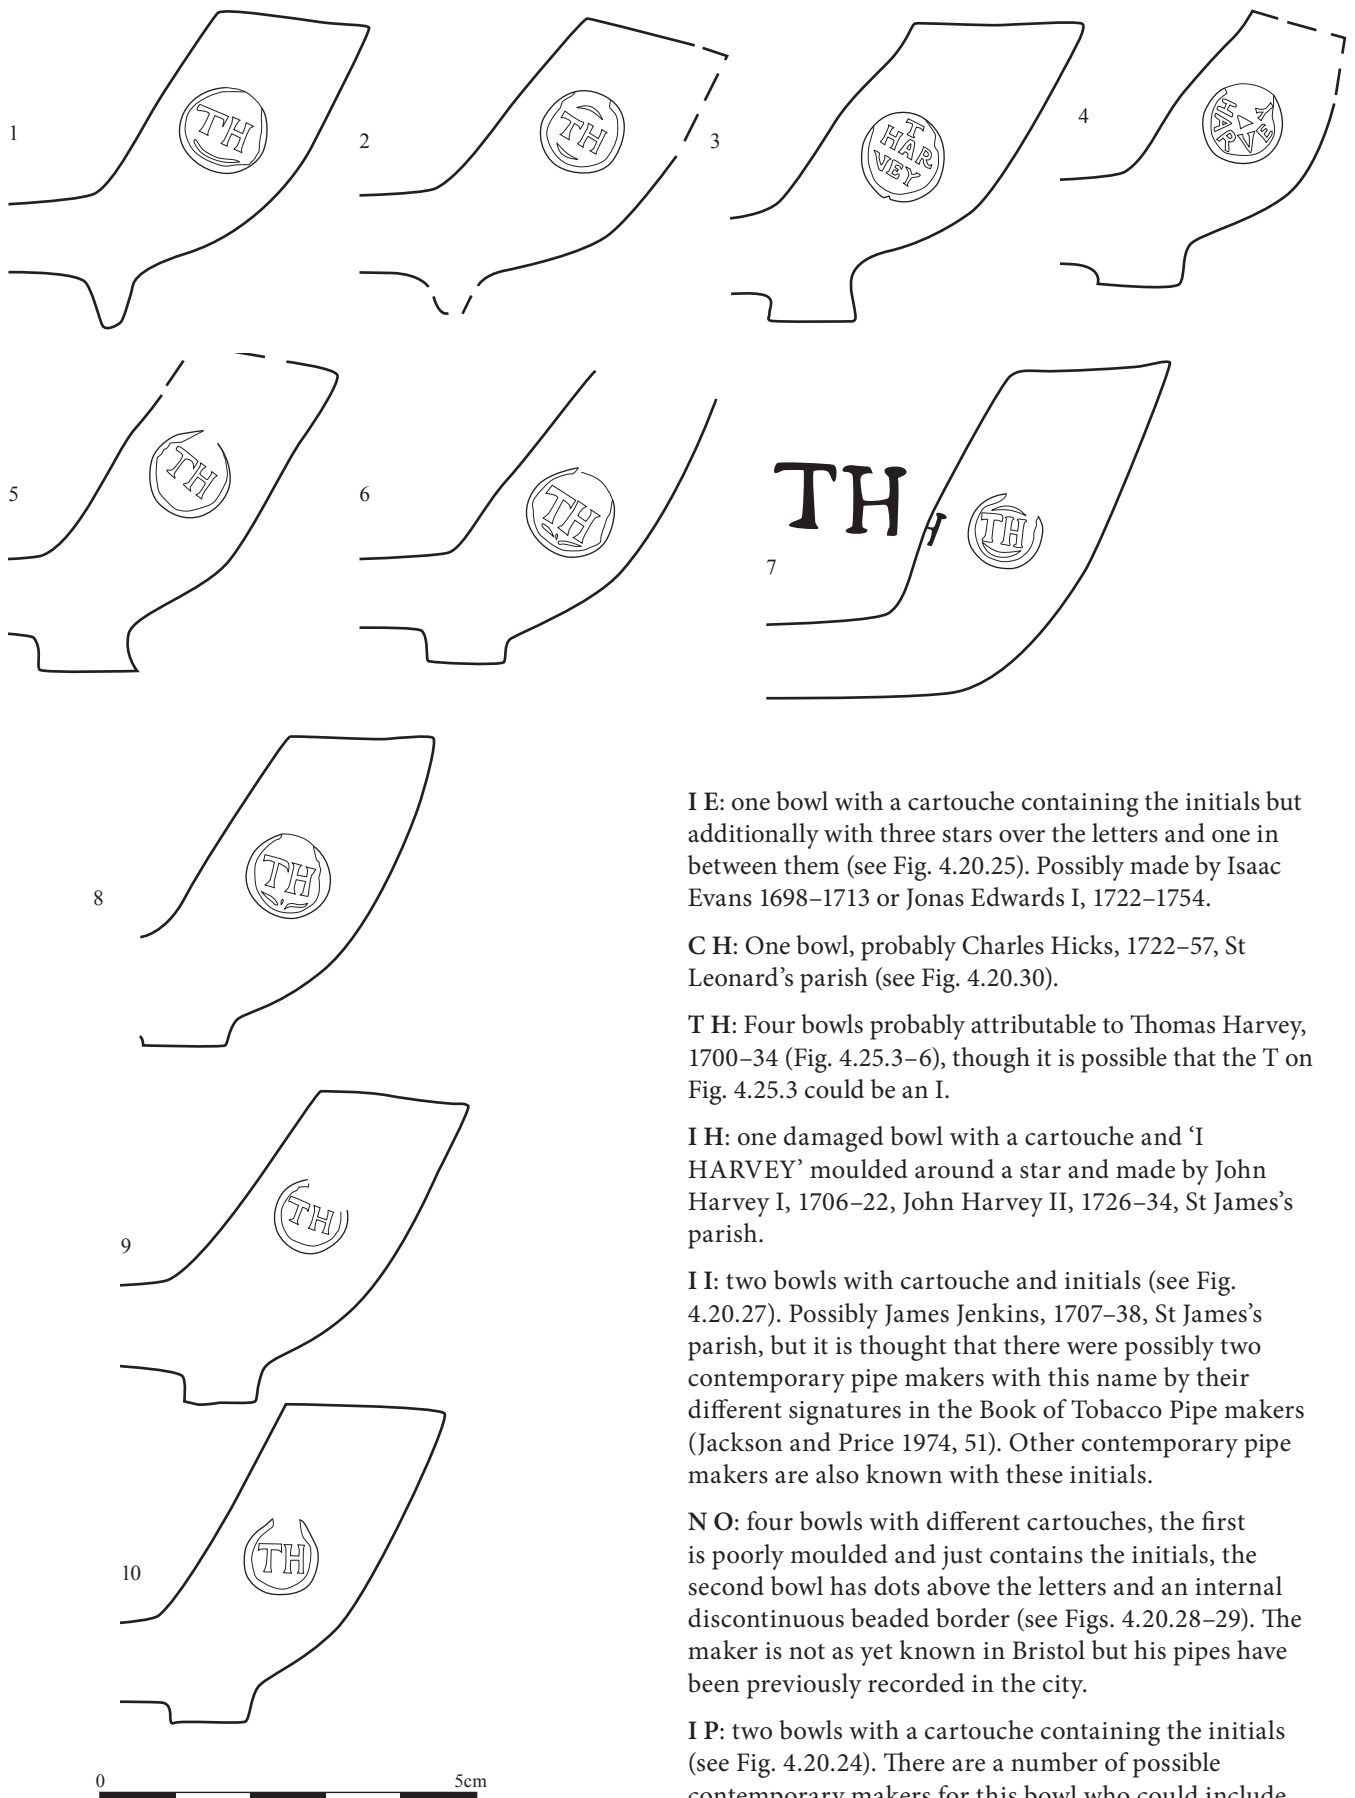 1
TH
2
TH
3
T
HAR
VEY
4
HARVEY
5
TH
6
TH
7
TH
H
TH
8
TH
9
TH
10
TH
0 5cm
I E: one bowl with a cartouche containing the initials but
additionally with three stars over the letters and one in
between them (see Fig. 4.20.25). Possibly made by Isaac
Evans 1698–1713 or Jonas Edwards I, 1722–1754.
C H: One bowl, probably Charles Hicks, 1722–57, St
Leonard’s parish (see Fig. 4.20.30).
T H: Four bowls probably attributable to Thomas Harvey,
1700–34 (Fig. 4.25.3–6), though it is possible that the T on
Fig. 4.25.3 could be an I.
I H: one damaged bowl with a cartouche and ‘I
HARVEY’ moulded around a star and made by John
Harvey I, 1706–22, John Harvey II, 1726–34, St James’s
parish.
I I: two bowls with cartouche and initials (see Fig.
4.20.27). Possibly James Jenkins, 1707–38, St James’s
parish, but it is thought that there were possibly two
contemporary pipe makers with this name by their
different signatures in the Book of Tobacco Pipe makers
(Jackson and Price 1974, 51). Other contemporary pipe
makers are also known with these initials.
N O: four bowls with different cartouches, the first
is poorly moulded and just contains the initials, the
second bowl has dots above the letters and an internal
discontinuous beaded border (see Figs. 4.20.28–29). The
maker is not as yet known in Bristol but his pipes have
been previously recorded in the city.
I P: two bowls with a cartouche containing the initials
(see Fig. 4.20.24). There are a number of possible
contemporary makers for this bowl who could include